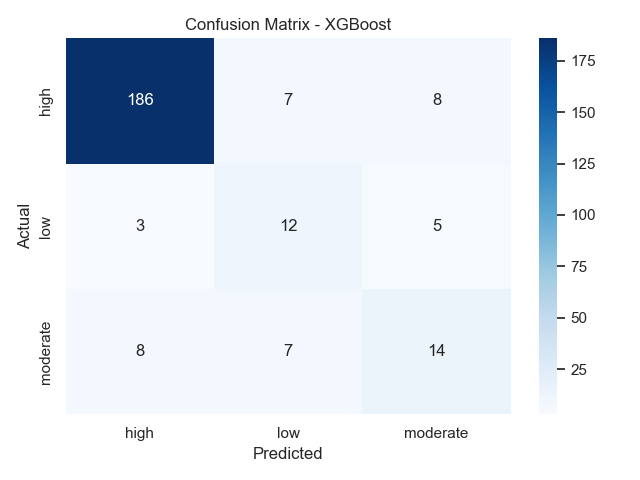 Confusion Matrix - XGBoost
Actual
high
low
moderate
186 7 8
3 12 5
8 7 14
high low moderate
Predicted
175
150
125
100
75
50
25